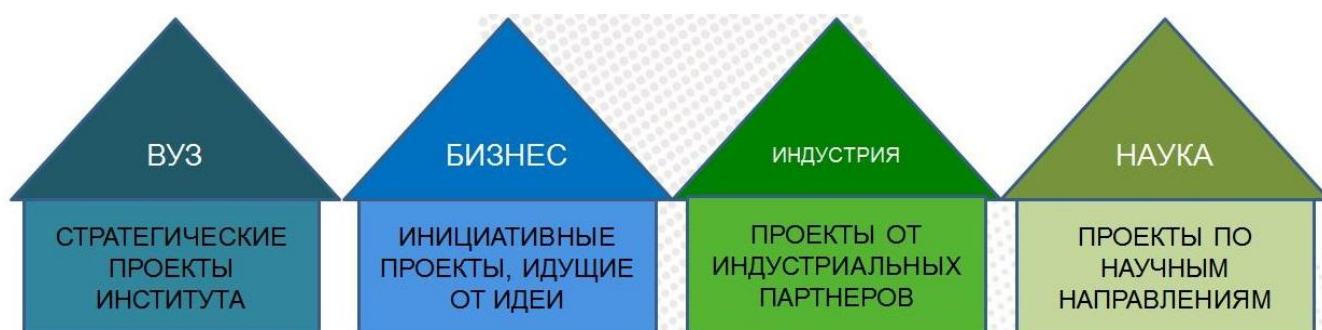 ВУЗ
СТРАТЕГИЧЕСКИЕ
ПРОЕКТЫ
ИНСТИТУТА
БИЗНЕС
ИНИЦИАТИВНЫЕ
ПРОЕКТЫ, ИДУЩИЕ
ОТ ИДЕИ
ИНДУСТРИЯ
ПРОЕКТЫ ОТ
ИНДУСТРИАЛЬНЫХ
ПАРТНЕРОВ
НАУКА
ПРОЕКТЫ ПО
НАУЧНЫМ
НАПРАВЛЕНИЯМ